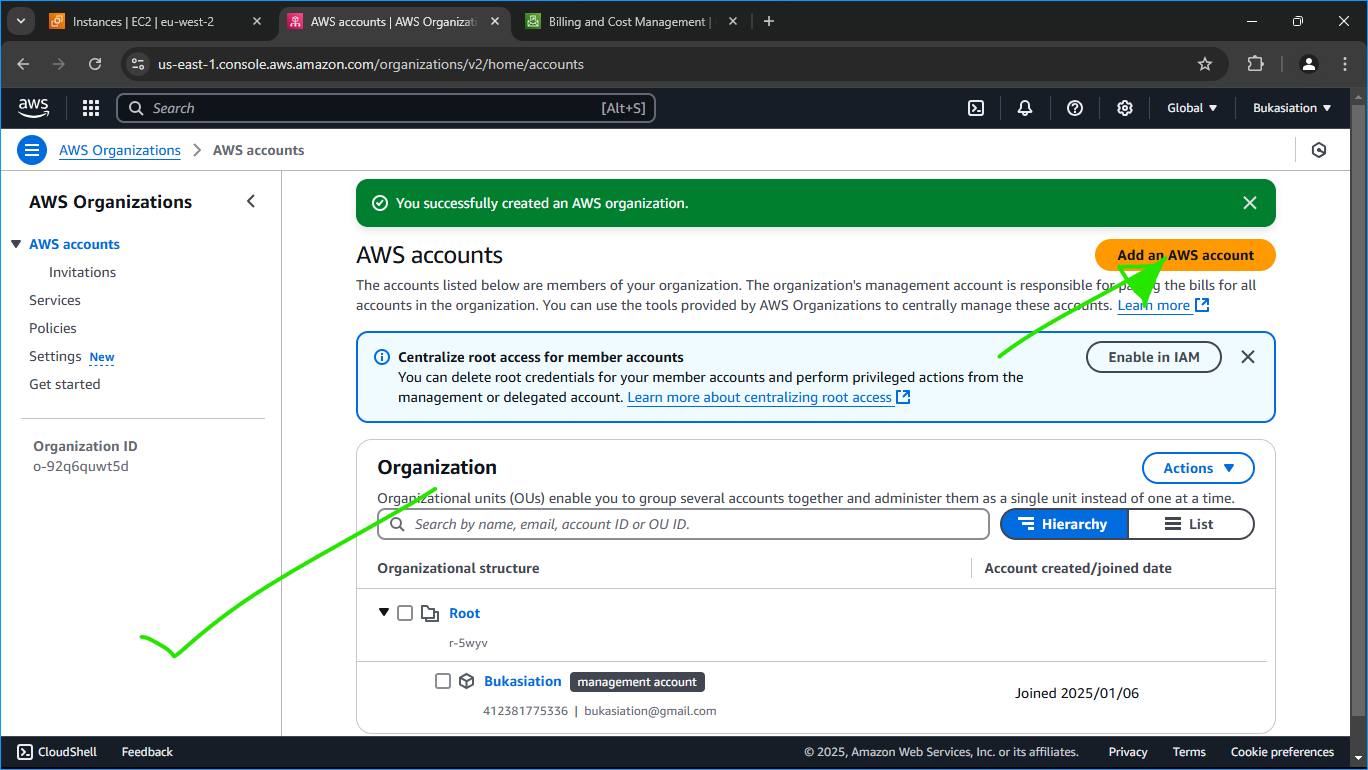 Instances | EC2 | eu-west-2
AWS accounts | AWS Organizati
Billing and Cost Management |
us-east-1.console.aws.amazon.com/organizations/v2/home/accounts
aws
Search
[Alt+S]
Global
Bukasiation
AWS Organizations
AWS accounts
AWS Organizations
AWS accounts
Invitations
Services
Policies
Settings New
Get started
Organization ID
o-92q6quwt5d
You successfully created an AWS organization.
AWS accounts
Add an AWS account
The accounts listed below are members of your organization. The organization's management account is responsible for paying the bills for all
accounts in the organization. You can use the tools provided by AWS Organizations to centrally manage these accounts. Learn more
Centralize root access for member accounts
You can delete root credentials for your member accounts and perform privileged actions from the
management or delegated account. Learn more about centralizing root access
Enable in IAM
Organization
Actions
Organizational units (OUs) enable you to group several accounts together and administer them as a single unit instead of one at a time.
Search by name, email, account ID or OU ID.
Hierarchy
List
Organizational structure
Account created/joined date
Root
r-5wyv
Bukasiation management account
412381775336 | bukasiation@gmail.com
Joined 2025/01/06
CloudShell
Feedback
© 2025, Amazon Web Services, Inc. or its affiliates.
Privacy
Terms
Cookie preferences